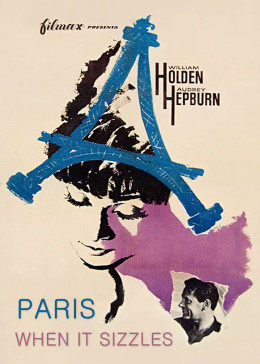 filmax PRESENTA
WILLIAM
HOLDEN
AUDREY
HEPBURN
PARIS
WHEN IT SIZZLES